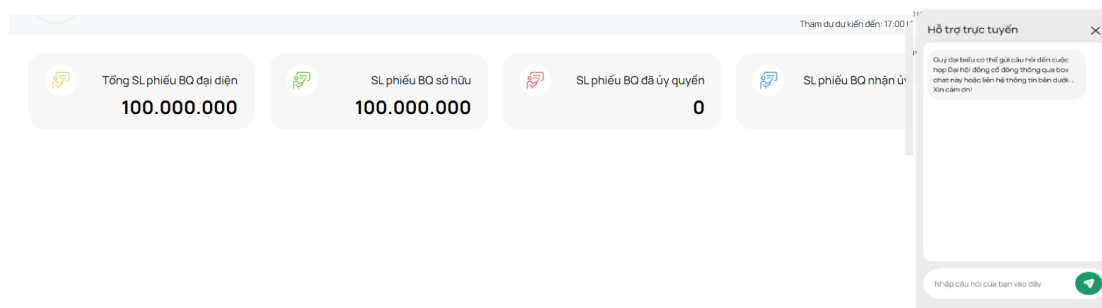 Tham dự dự kiến đến: 17:00
Tổng SL phiếu BQ đại diện
100.000.000
SL phiếu BQ sở hữu
100.000.000
SL phiếu BQ đã ủy quyền
0
SL phiếu BQ nhận
Hỗ trợ trực tuyến
Quý đại biểu có thể gửi câu hỏi đến cuộc
họp Đại hội đồng cổ đông thông qua box
chat này hoặc liên hệ thông tin bên dưới: .
Xin cảm ơn!
Nhập câu hỏi của bạn vào đây